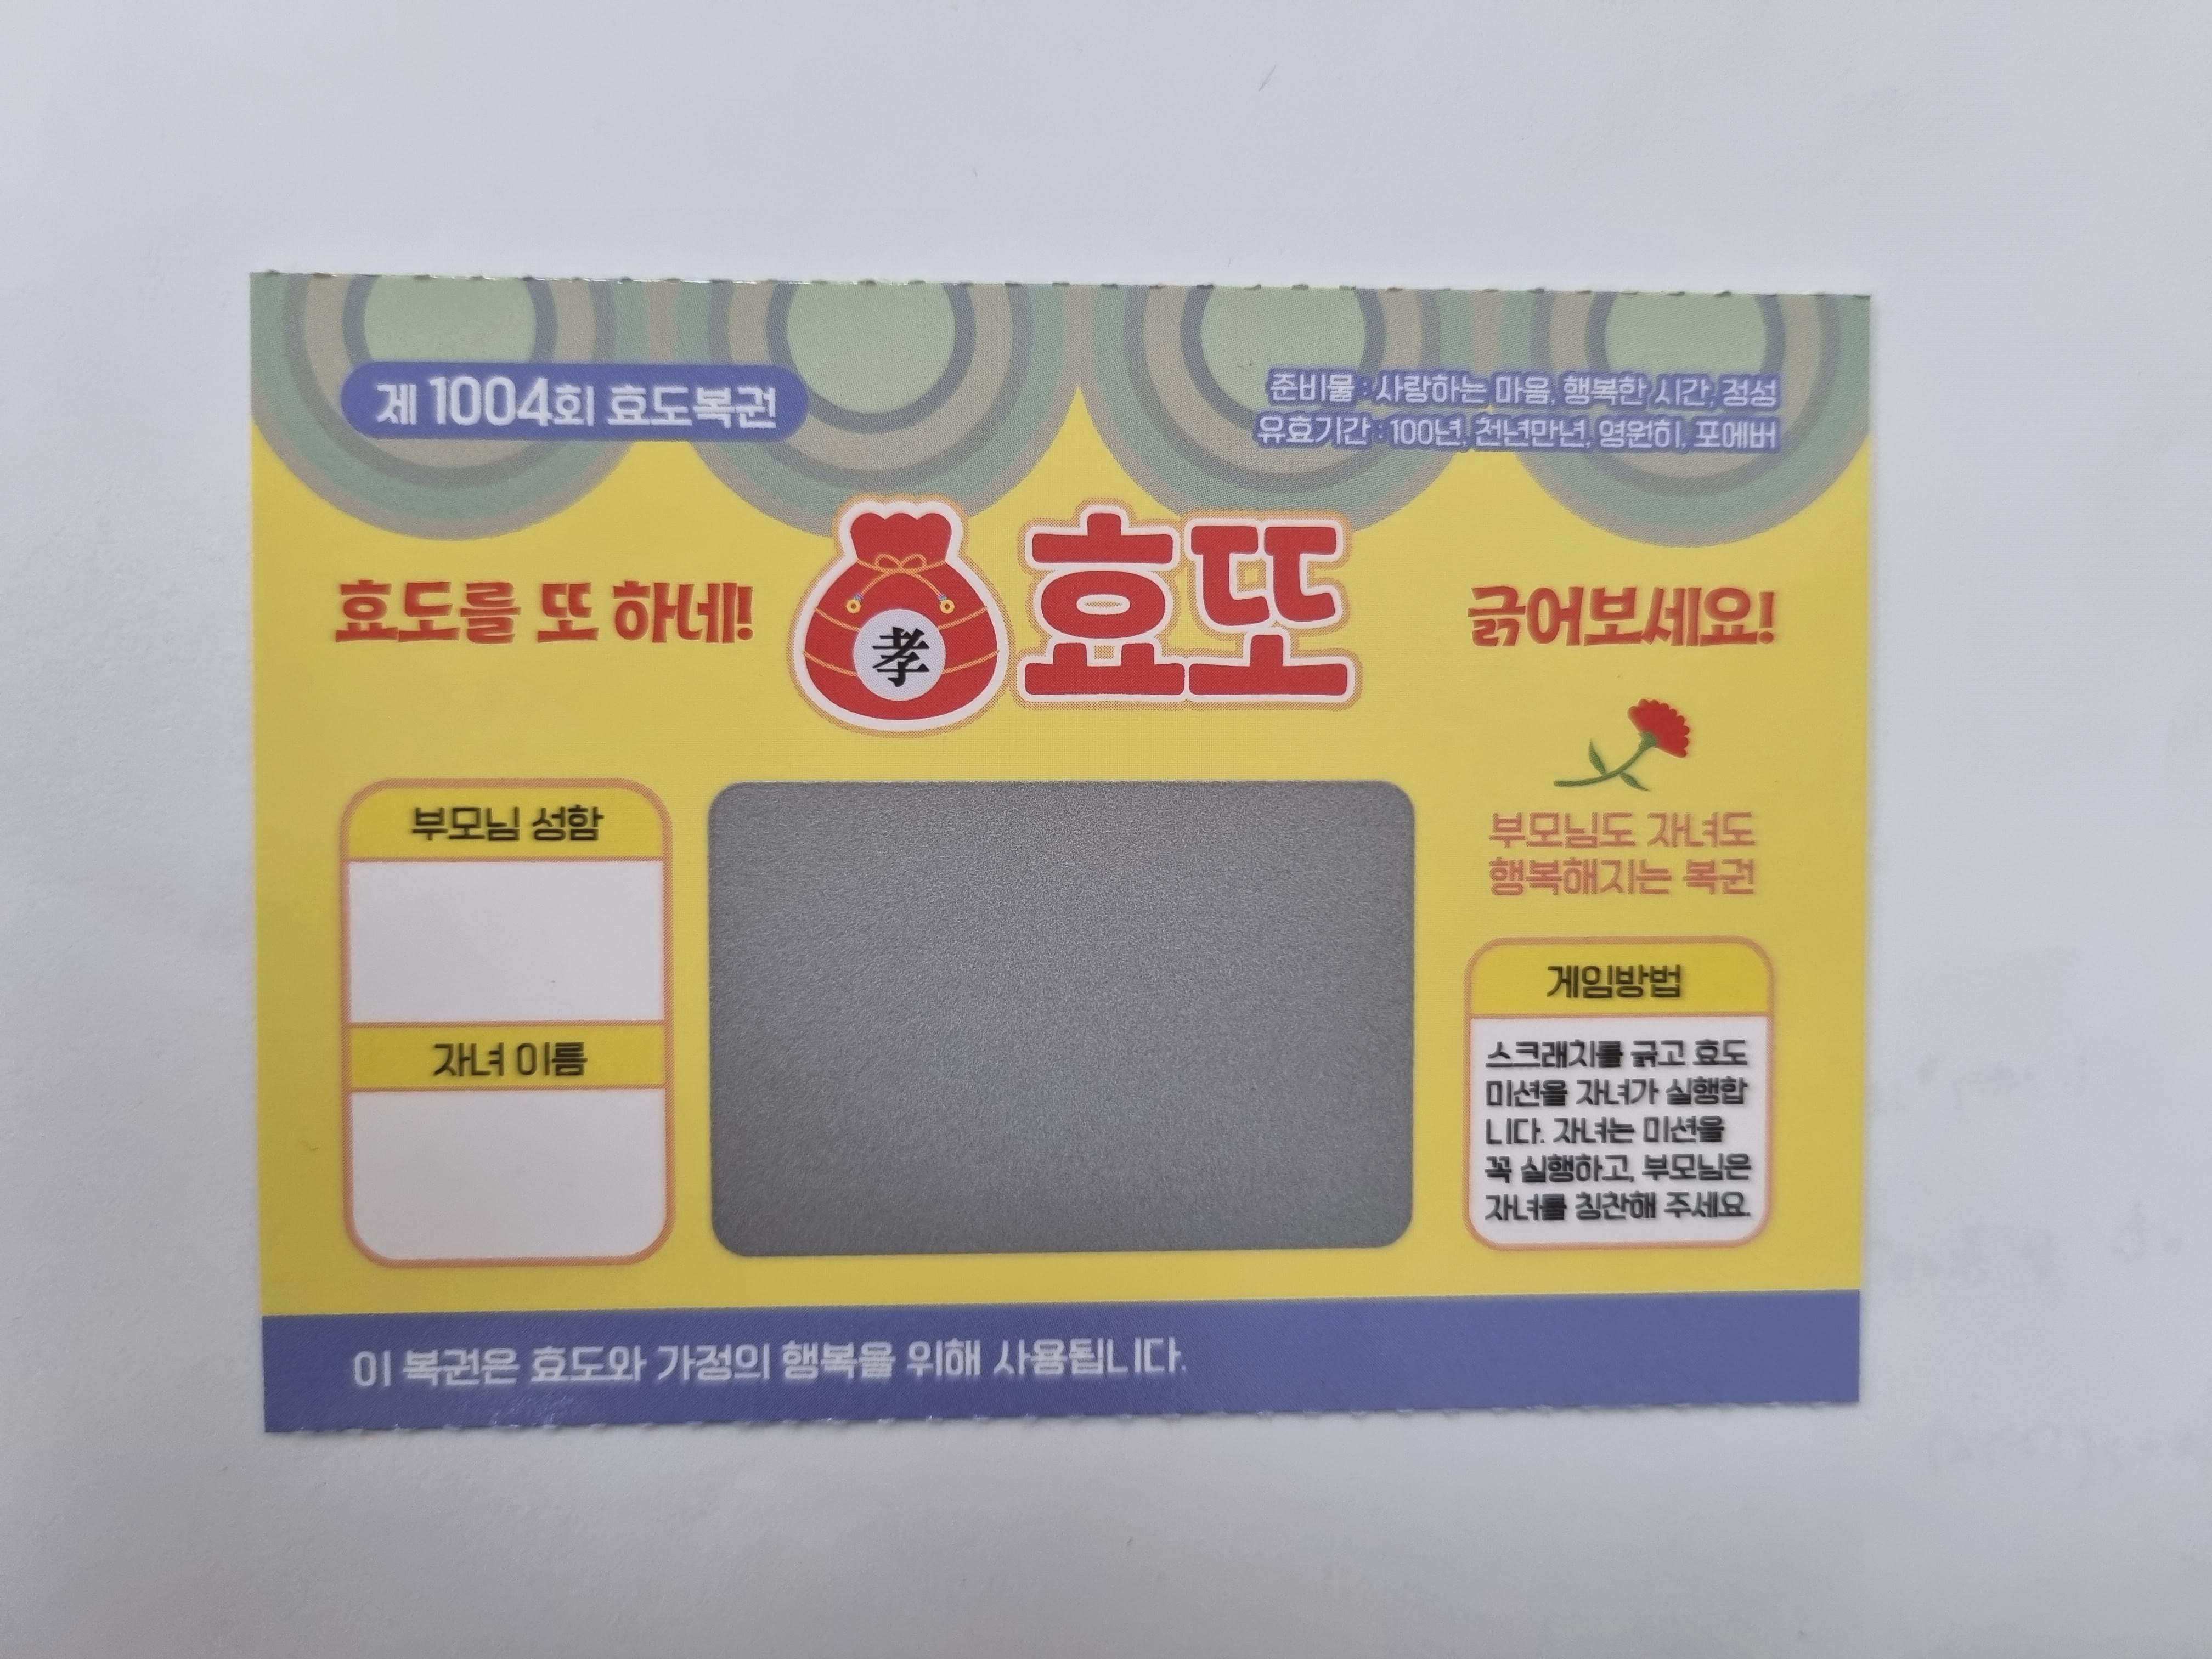 제 1004회 효도복권
준비물 : 사랑하는 마음, 행복한 시간, 정성
유효기간 : 100년, 천년만년, 영원히, 포에버
효도를 또 하네!
孝
효또
긁어보세요!
부모님 성함
자녀 이름
부모님도 자녀도
행복해지는 복권
게임방법
스크래치를 긁고 효도
미션을 자녀가 실행합
니다. 자녀는 미션을
꼭 실행하고, 부모님은
자녀를 칭찬해 주세요
이 복권은 효도와 가정의 행복을 위해 사용됩니다.